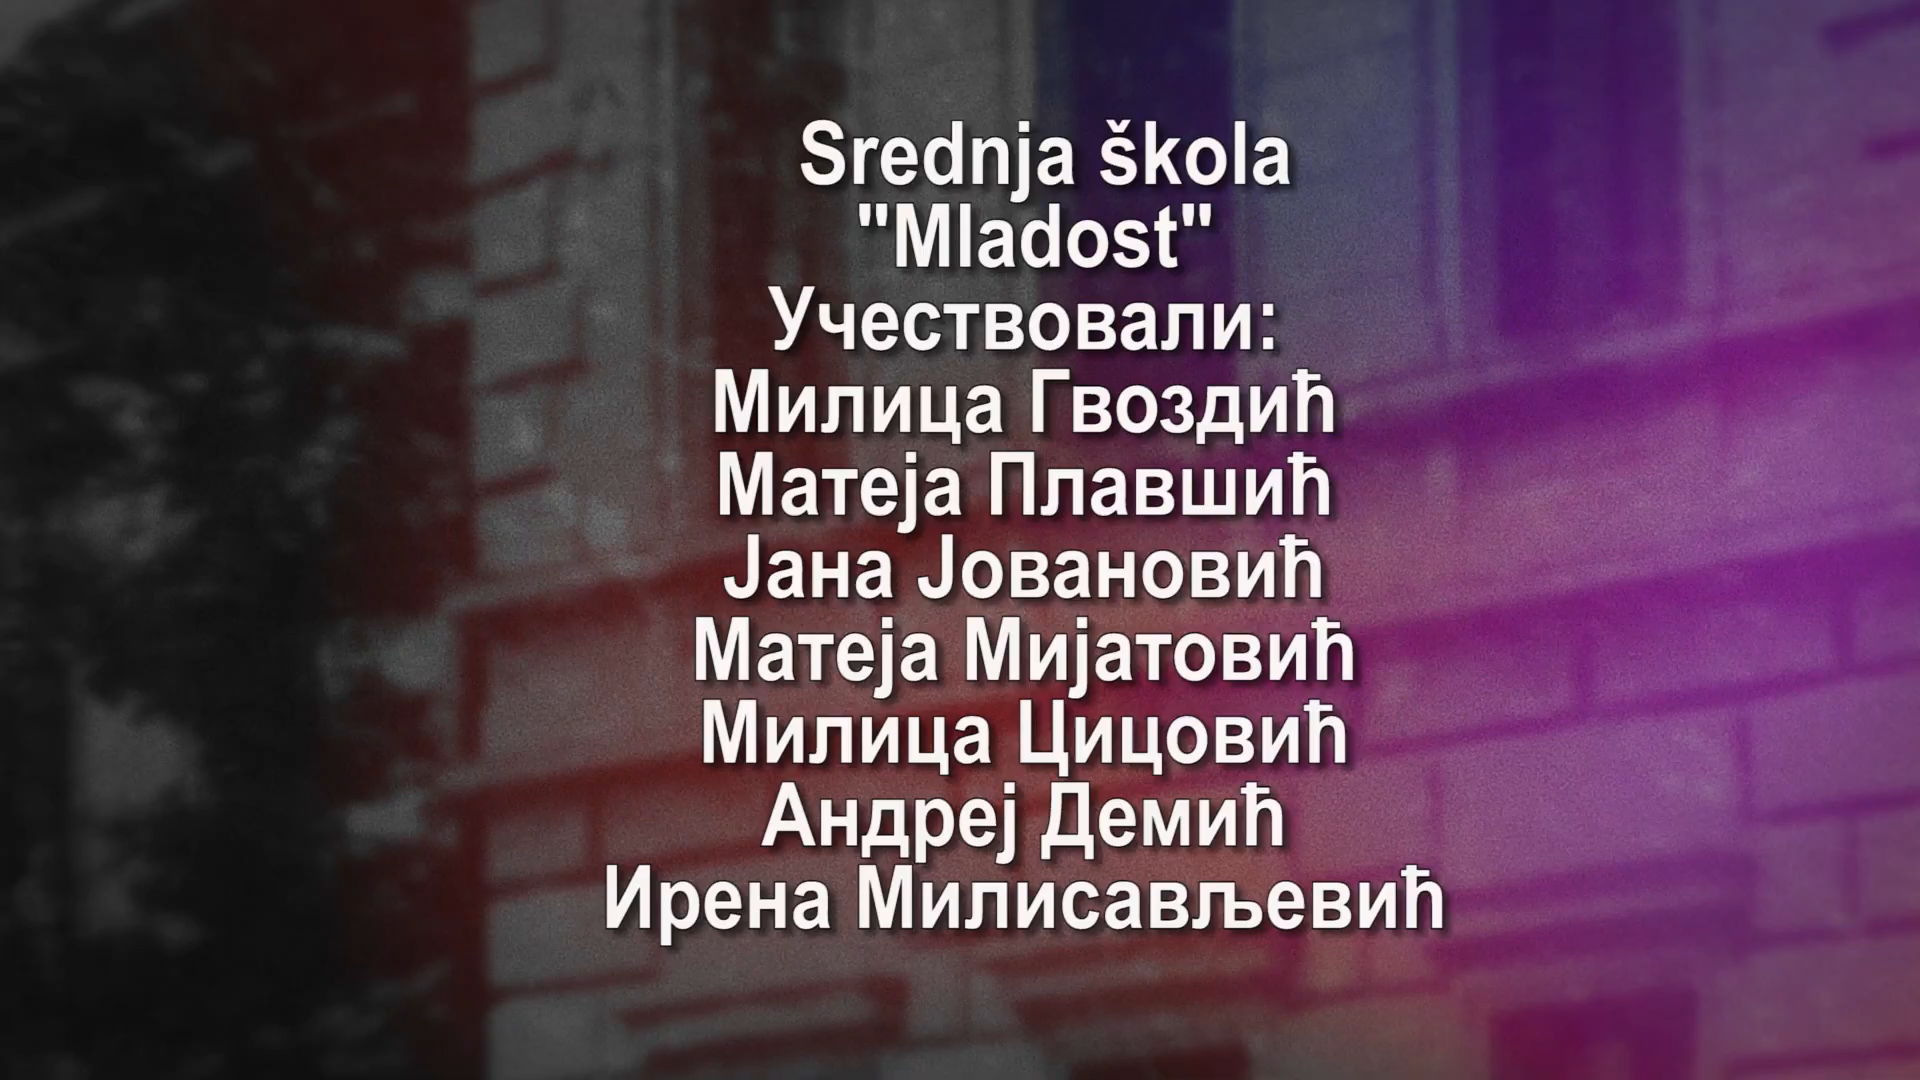 Srednja škola
"Mladost"
Учествовали:
Милица Гвоздић
Матеја Плавшић
Јана Јовановић
Матеја Мијатовић
Милица Цицовић
Андреј Демић
Ирена Милисављевић